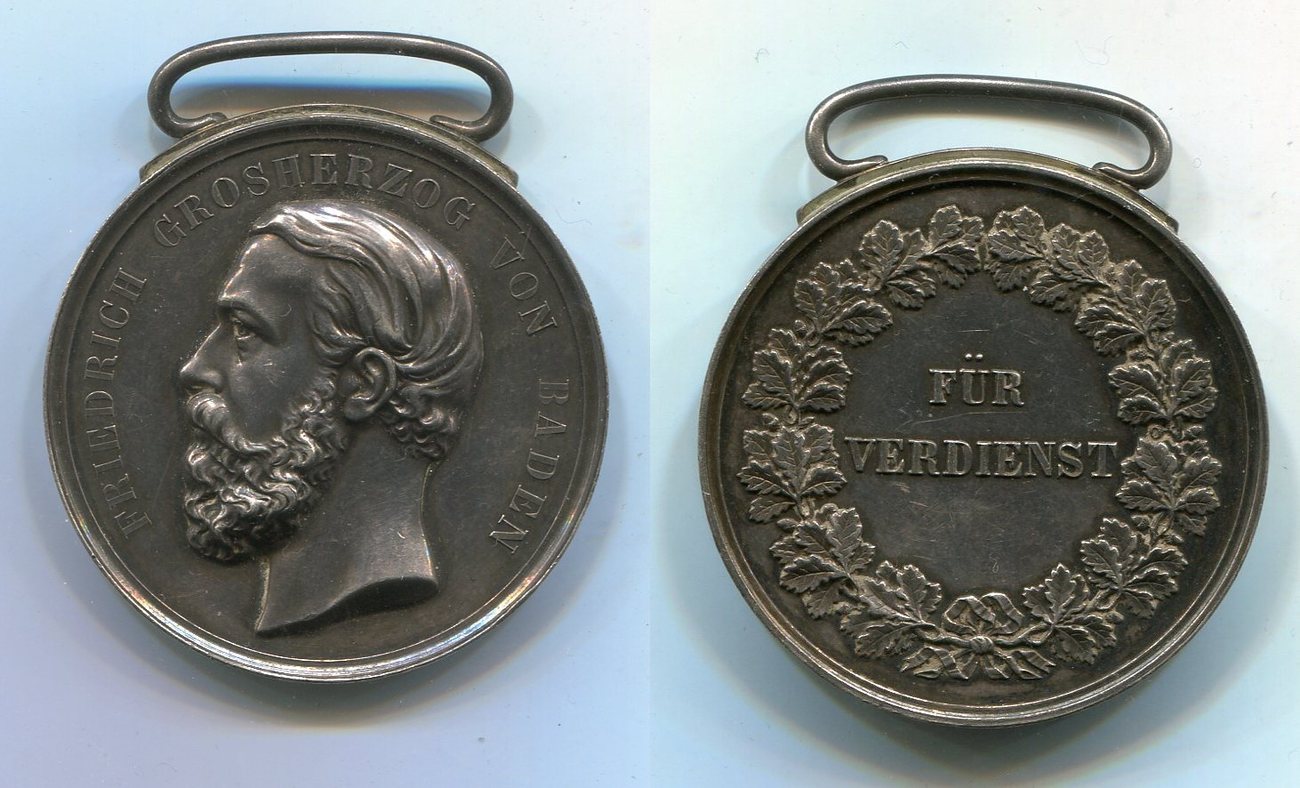 FRIEDRICH GROSHERZOG VON BADEN
FÜR
VERDIENST